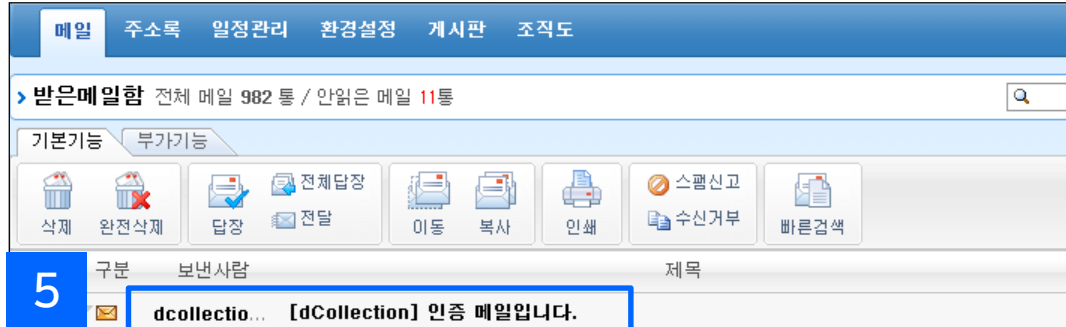 메일 주소록 일정관리 환경설정 게시판 조직도
받은메일함 전체 메일 982 통 / 안읽은 메일 11통
기본기능 부가기능
삭제 완전삭제 답장 전체답장 전달 이동 복사 인쇄 스팸신고 수신거부 빠른검색
구분 보낸사람 제목
5
dcollectio... [dCollection] 인증 메일입니다.